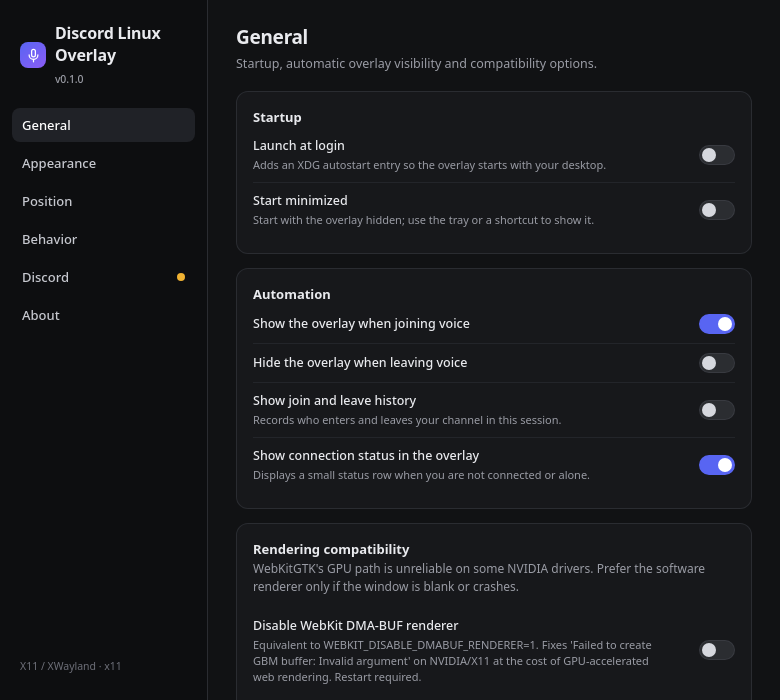 Discord Linux
Overlay
v0.1.0
General
Appearance
Position
Behavior
Discord
About
X11 / XWayland · x11
General
Startup, automatic overlay visibility and compatibility options.
Startup
Launch at login
Adds an XDG autostart entry so the overlay starts with your desktop.
Start minimized
Start with the overlay hidden; use the tray or a shortcut to show it.
Automation
Show the overlay when joining voice
Hide the overlay when leaving voice
Show join and leave history
Records who enters and leaves your channel in this session.
Show connection status in the overlay
Displays a small status row when you are not connected or alone.
Rendering compatibility
WebKitGTK's GPU path is unreliable on some NVIDIA drivers. Prefer the software
renderer only if the window is blank or crashes.
Disable WebKit DMA-BUF renderer
Equivalent to WEBKIT_DISABLE_DMABUF_RENDERER=1. Fixes 'Failed to create
GBM buffer: Invalid argument' on NVIDIA/X11 at the cost of GPU-accelerated
web rendering. Restart required.